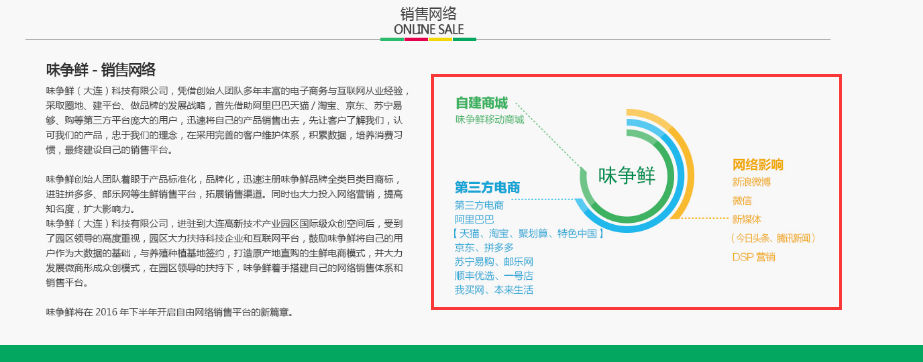 销售网络
ONLINE SALE
味争鲜 - 销售网络
味争鲜（大连）科技有限公司，凭借创始人团队多年丰富的电子商务与互联网从业经验，
采取圈地、建平台、做品牌的发展战略，首先借助阿里巴巴天猫 / 淘宝、京东、苏宁易
够、购等第三方平台庞大的用户，迅速将自己的产品销售出去，先让客户了解我们，认
可我们的产品，忠于我们的理念，在采用完善的客户维护体系，积累数据，培养消费习
惯，最终建设自己的销售平台。
味争鲜创始人团队着眼于产品标准化，品牌化，迅速注册味争鲜品牌全类目类目商标，
进驻拼多多、邮乐网等生鲜销售平台，拓展销售渠道。同时也大力投入网络营销，提高
知名度，扩大影响力。
味争鲜（大连）科技有限公司，进驻到大连高新技术产业园区国际级众创空间后，受到
了园区领导的高度重视，园区大力扶持科技企业和互联网平台，鼓励味争鲜将自己的用
户作为大数据的基础，与养殖种植基地签约，打造原产地直购的生鲜电商模式，并大力
发展微商形成众创模式，在园区领导的扶持下，味争鲜着手搭建自己的网络销售体系和
销售平台。
味争鲜将在 2016 年下半年开启自由网络销售平台的新篇章。
自建商城
味争鲜移动商城
第三方电商
第三方电商
阿里巴巴
【 天猫、淘宝、聚划算、特色中国 】
京东、拼多多
苏宁易购、邮乐网
顺丰优选、一号店
我买网、本来生活
味争鲜
网络影响
新浪微博
微信
新媒体
（今日头条、腾讯新闻）
DSP 营销